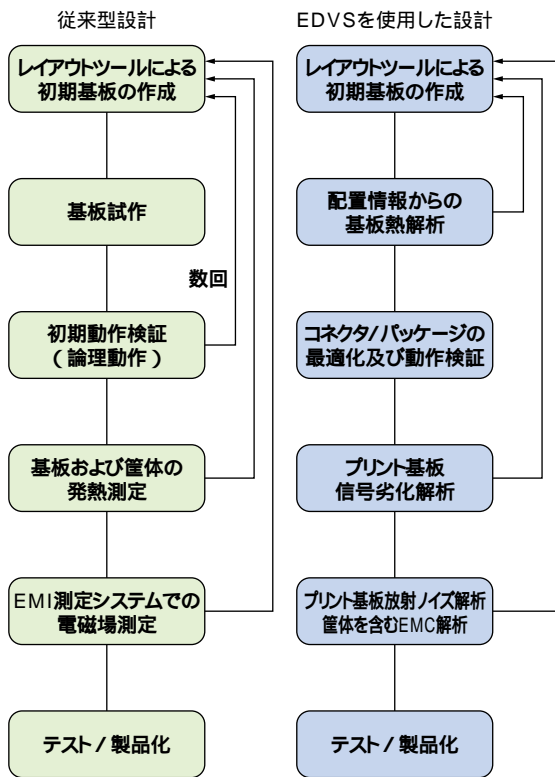 従来型設計
レイアウトツールによる
初期基板の作成
基板試作
数回
初期動作検証
(論理動作)
基板および筐体の
発熱測定
EMI測定システムでの
電磁場測定
テスト/製品化
EDVSを使用した設計
レイアウトツールによる
初期基板の作成
配置情報からの
基板熱解析
コネクタ/パッケージの
最適化及び動作検証
プリント基板
信号劣化解析
プリント基板放射ノイズ解析
筐体を含むEMC解析
テスト/製品化